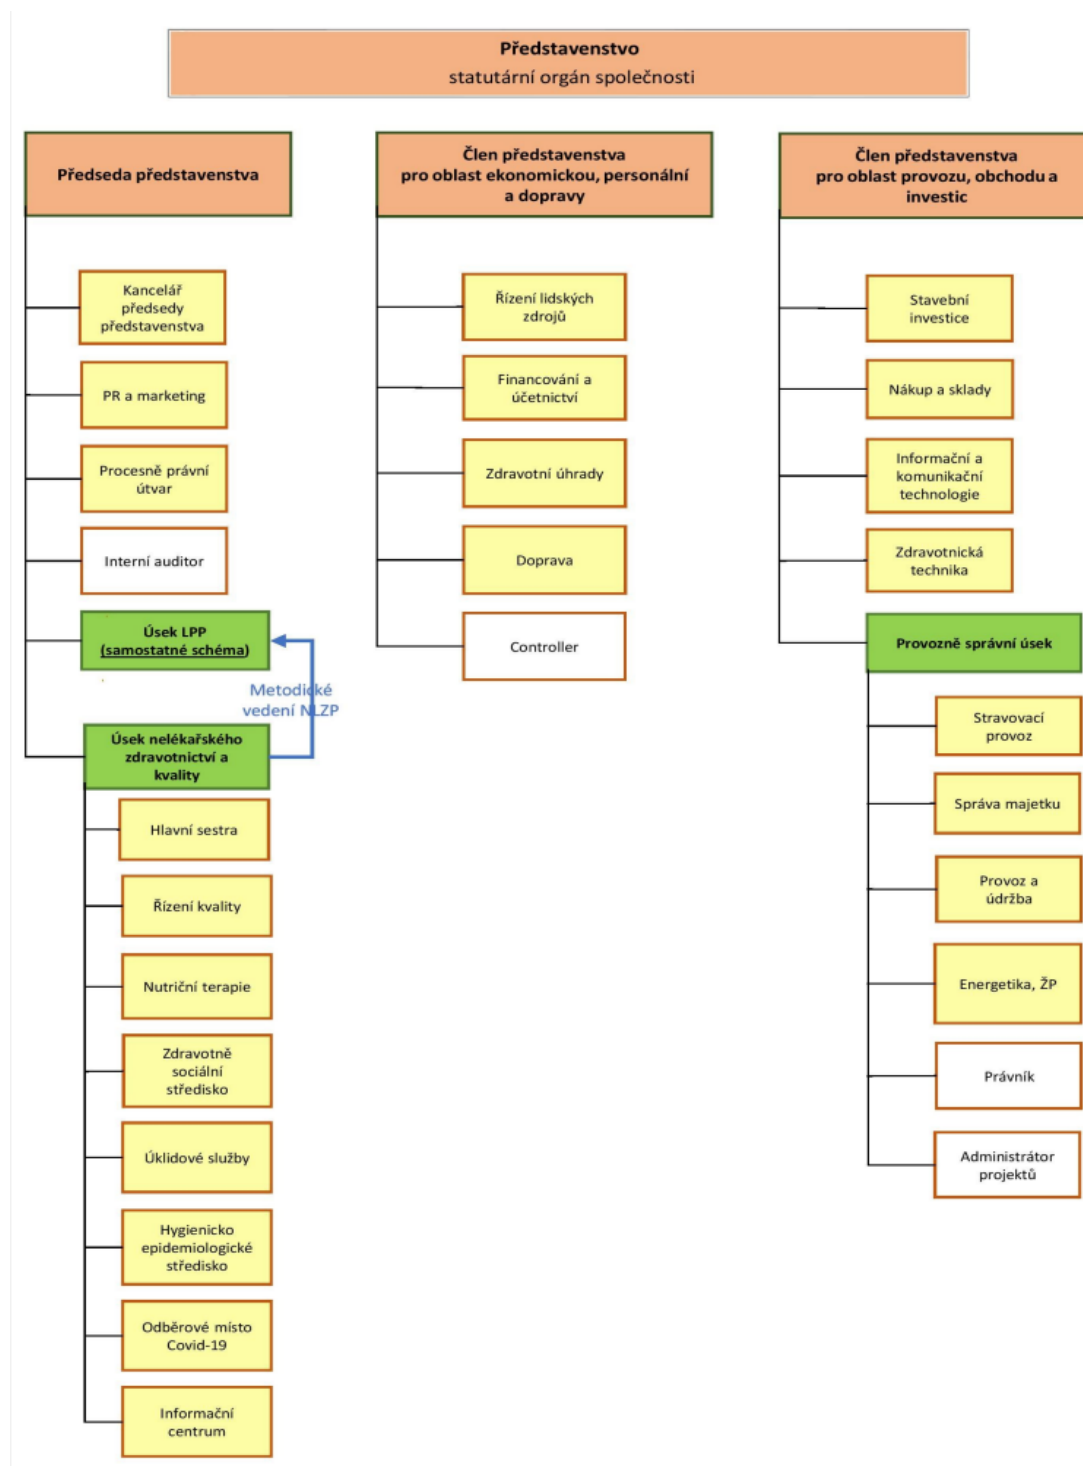 Představenstvo
statutární orgán společnosti
Předseda představenstva
Kancelář
předsedy
představenstva
PR a marketing
Procesně právní
útvar
Interní auditor
Úsek LPP
(samostatné schéma)
Metodické
vedení NLZP
Úsek nelékařského
zdravotnictví a
kvality
Hlavní sestra
Řízení kvality
Nutriční terapie
Zdravotně
sociální
středisko
Úklidové služby
Hygienicko
epidemiologické
středisko
Odběrové místo
Covid-19
Informační
centrum
Člen představenstva
pro oblast ekonomickou, personální
a dopravy
Řízení lidských
zdrojů
Financování a
účetnictví
Zdravotní úhrady
Doprava
Controller
Člen představenstva
pro oblast provozu, obchodu a
investic
Stavební
investice
Nákup a sklady
Informační a
komunikační
technologie
Zdravotnická
technika
Provozně správní úsek
Stravovací
provoz
Správa majetku
Provoz a
údržba
Energetika, ŽP
Právník
Administrátor
projektů